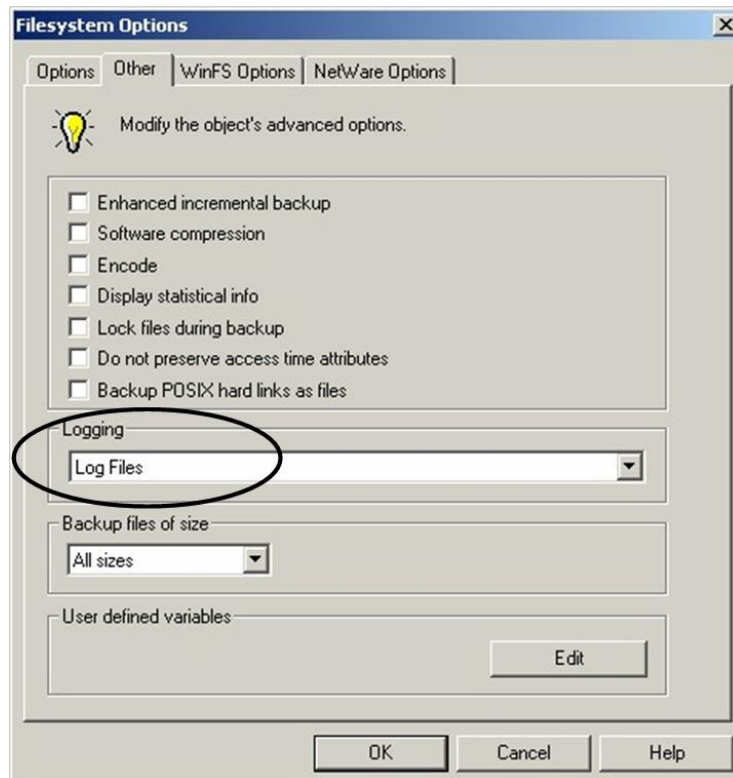 Filesystem Options
Options Other WinFS Options NetWare Options
Modify the object's advanced options.
Enhanced incremental backup
Software compression
Encode
Display statistical info
Lock files during backup
Do not preserve access time attributes
Backup POSIX hard links as files
Logging
Log Files
Backup files of size
All sizes
User defined variables
Edit
OK Cancel Help